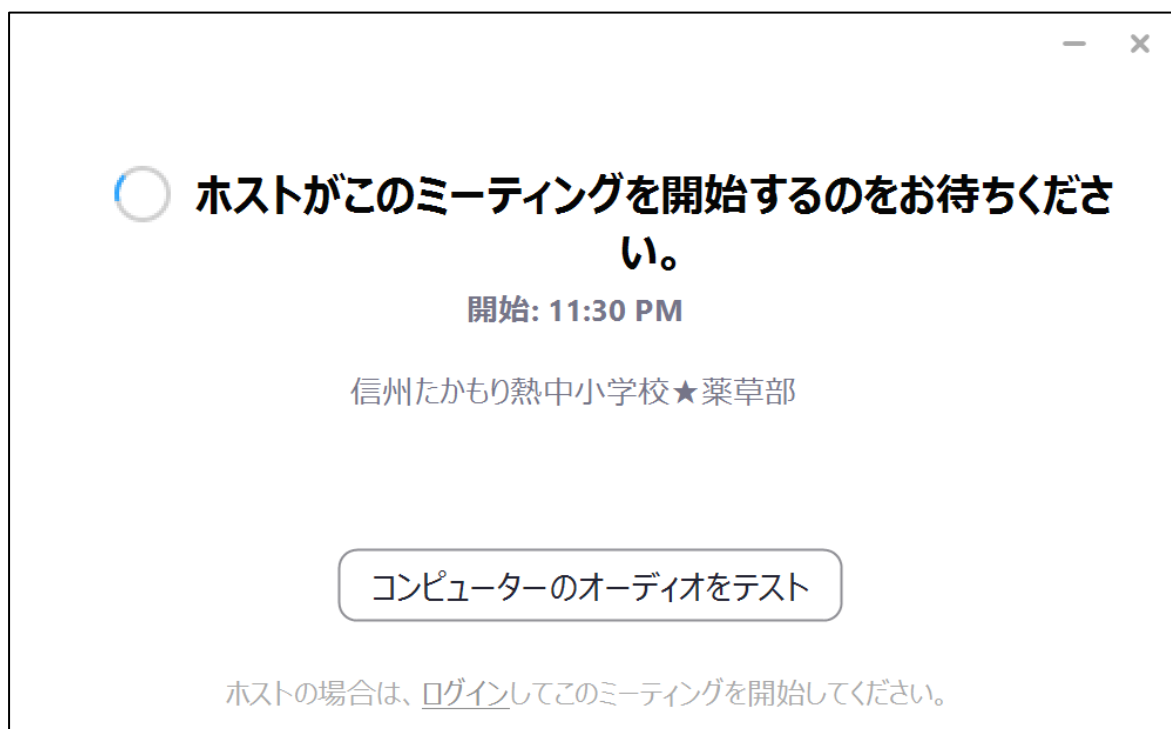 ホストがこのミーティングを開始するのをお待ちくださ
い。
開始: 11:30 PM
信州たかもり熱中小学校★薬草部
コンピューターのオーディオをテスト
ホストの場合は、ログインしてこのミーティングを開始してください。